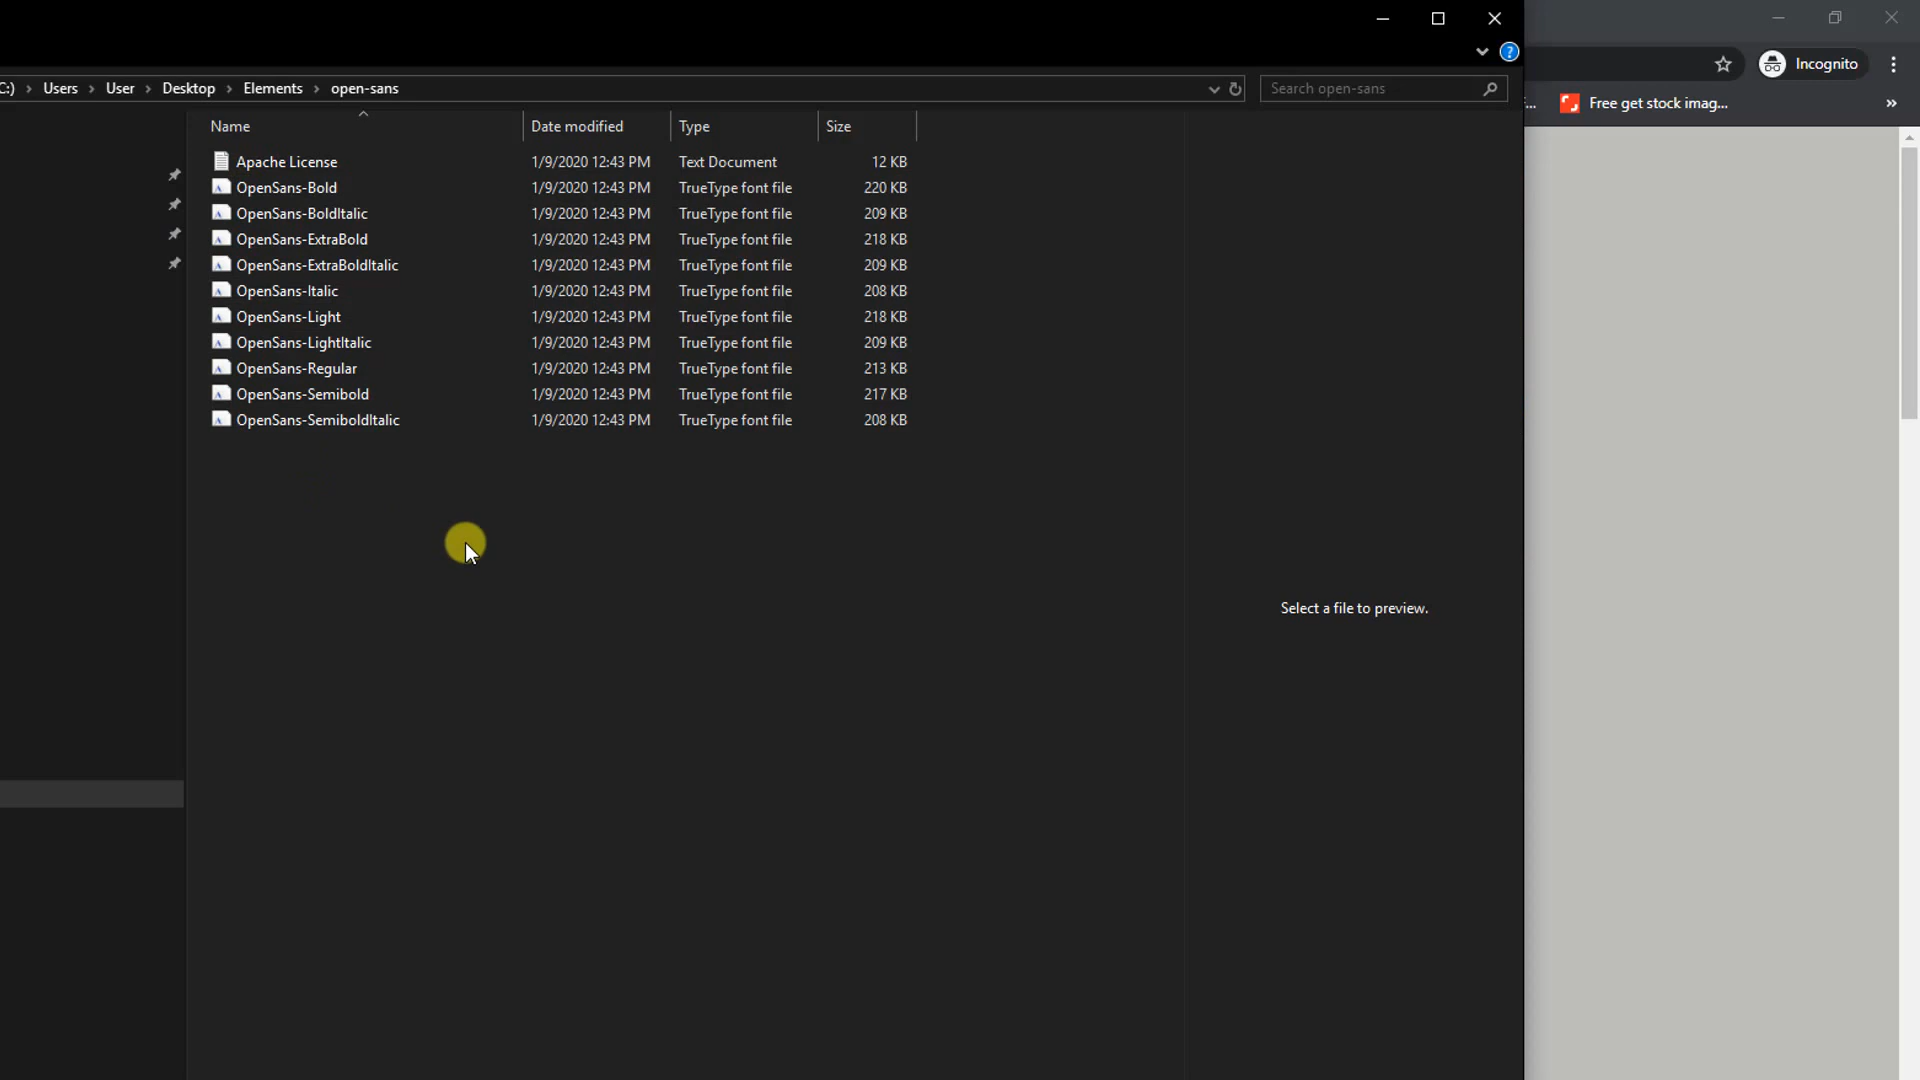 Incognito
C:) > Users > User > Desktop > Elements > open-sans
Search open-sans
... Free get stock imag... »
Name Date modified Type Size
Apache License 1/9/2020 12:43 PM Text Document 12 KB
OpenSans-Bold 1/9/2020 12:43 PM TrueType font file 220 KB
OpenSans-BoldItalic 1/9/2020 12:43 PM TrueType font file 209 KB
OpenSans-ExtraBold 1/9/2020 12:43 PM TrueType font file 218 KB
OpenSans-ExtraBoldItalic 1/9/2020 12:43 PM TrueType font file 209 KB
OpenSans-Italic 1/9/2020 12:43 PM TrueType font file 208 KB
OpenSans-Light 1/9/2020 12:43 PM TrueType font file 218 KB
OpenSans-LightItalic 1/9/2020 12:43 PM TrueType font file 209 KB
OpenSans-Regular 1/9/2020 12:43 PM TrueType font file 213 KB
OpenSans-Semibold 1/9/2020 12:43 PM TrueType font file 217 KB
OpenSans-SemiboldItalic 1/9/2020 12:43 PM TrueType font file 208 KB
Select a file to preview.